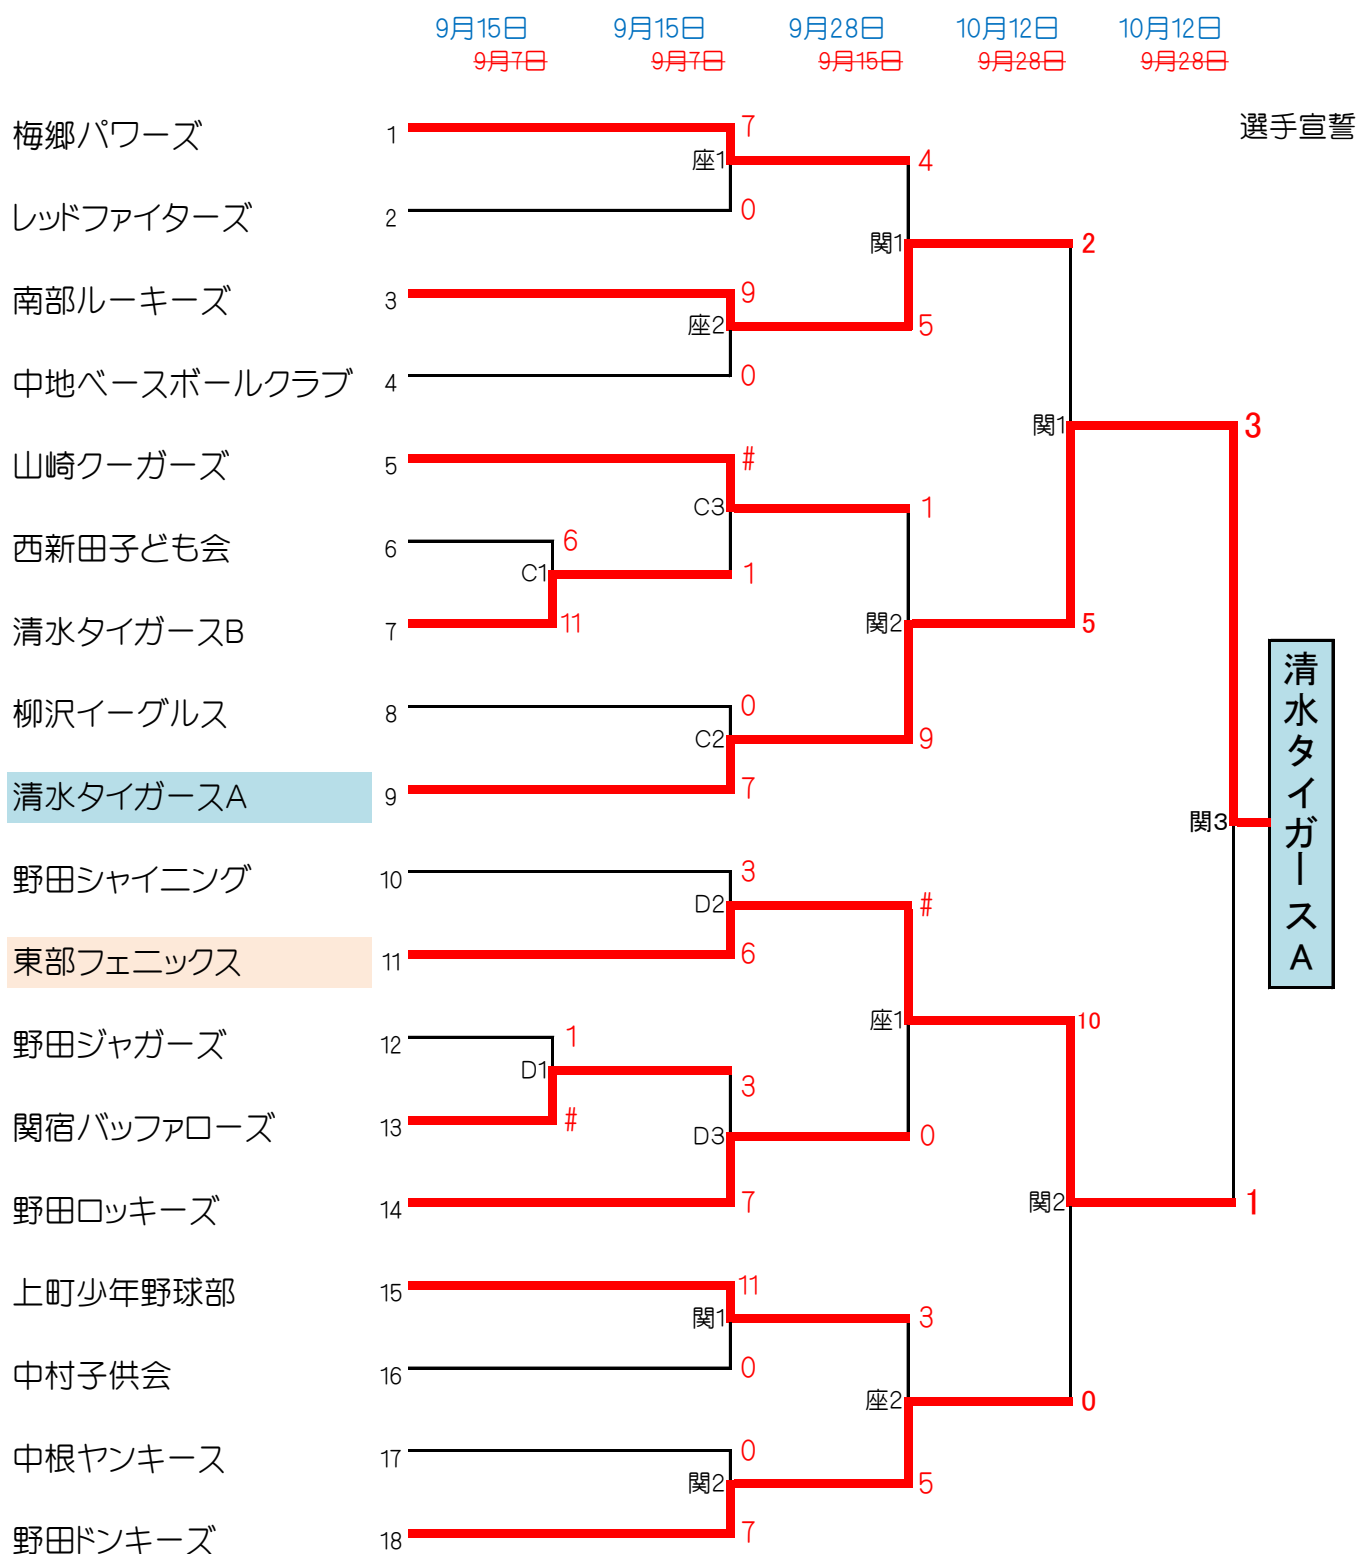 9月15日 9月15日 9月28日 10月12日 10月12日
9月7日 9月7日 9月15日 9月28日 9月28日
選手宣誓
梅郷パワーズ 1 7
座1 4
レッドファイターズ 2 0
関1 2
南部ルーキーズ 3 9
座2 5
中地ベースボールクラブ 4 0
関1 3
山崎クーガーズ 5 #
C3 1
西新田子ども会 6 6
C1 1
清水タイガースB 7 11
関2 5
柳沢イーグルス 8 0
C2 9
清水タイガースA 9 7
関3
清水タイガースA
野田シャイニング 10 3
D2 #
東部フェニックス 11 6
座1 10
野田ジャガーズ 12 1
D1 3
関宿バッファローズ 13 #
D3 0
野田ロッキーズ 14 7
関2 1
上町少年野球部 15 11
関1 3
中村子供会 16 0
座2 0
中根ヤンキース 17 0
関2 5
野田ドンキーズ 18 7